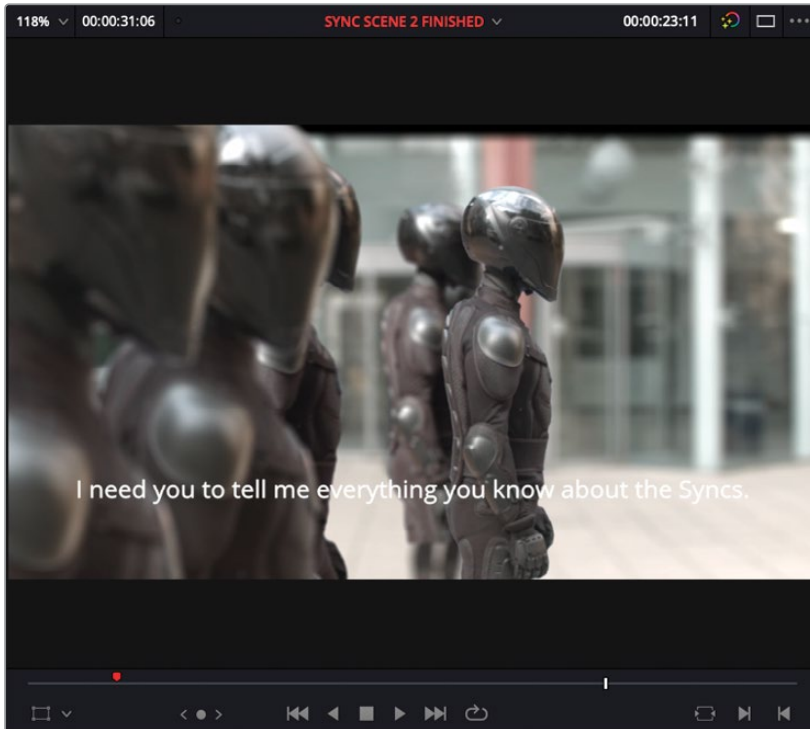 118% 00:00:31:06 SYNC SCENE 2 FINISHED 00:00:23:11
I need you to tell me everything you know about the Syncs.